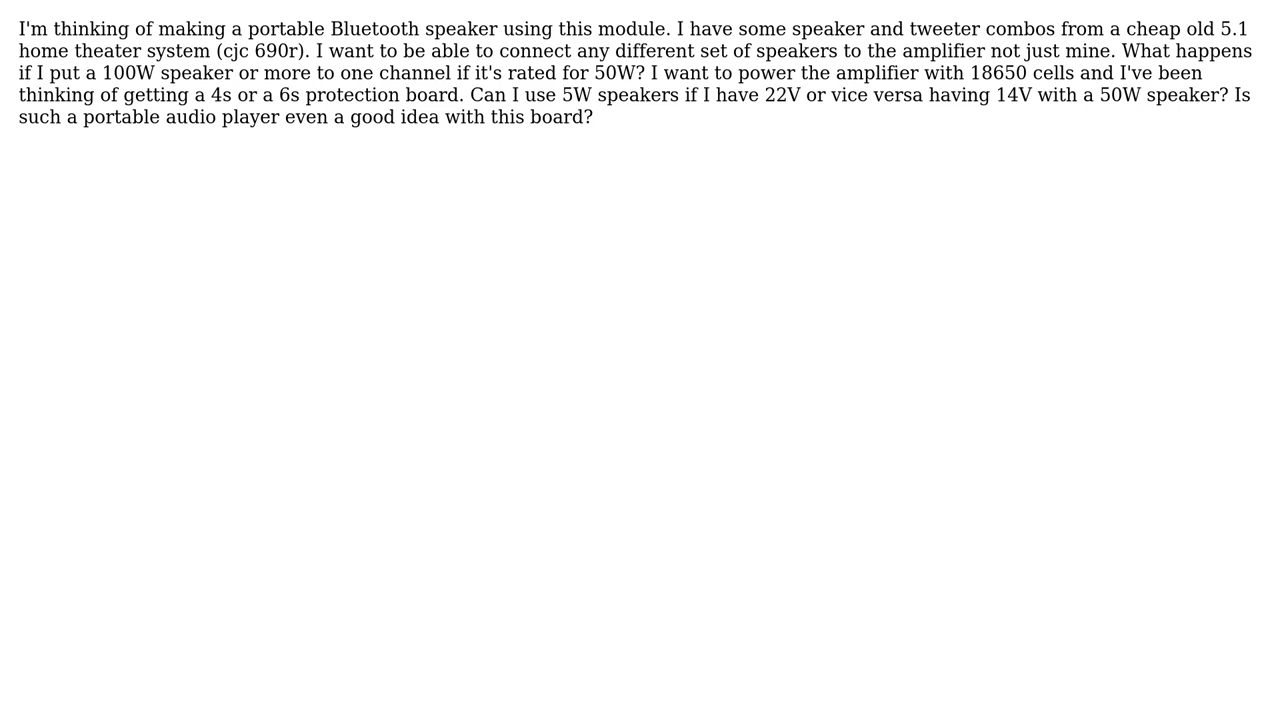 I'm thinking of making a portable Bluetooth speaker using this module. I have some speaker and tweeter combos from a cheap old 5.1
home theater system (cjc 690r). I want to be able to connect any different set of speakers to the amplifier not just mine. What happens
if I put a 100W speaker or more to one channel if it's rated for 50W? I want to power the amplifier with 18650 cells and I've been
thinking of getting a 4s or a 6s protection board. Can I use 5W speakers if I have 22V or vice versa having 14V with a 50W speaker? Is
such a portable audio player even a good idea with this board?